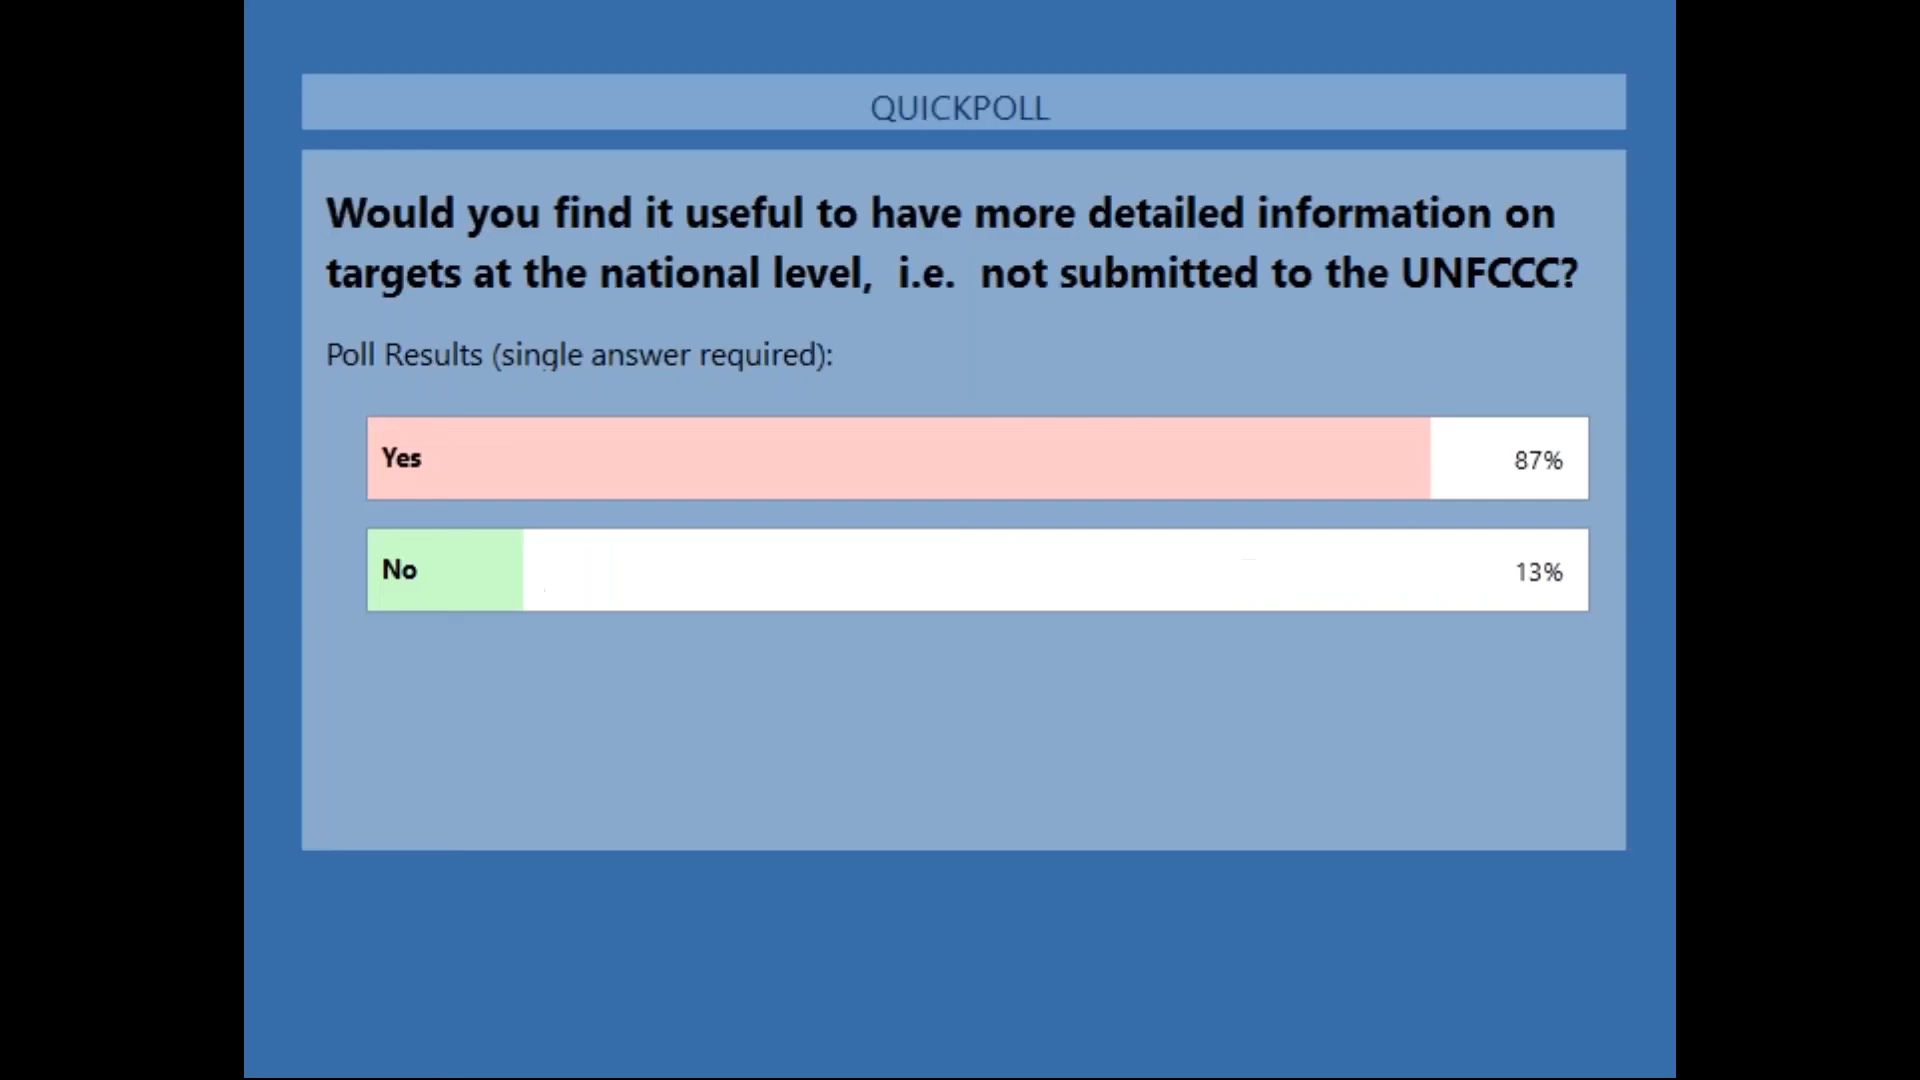 QUICKPOLL
Would you find it useful to have more detailed information on
targets at the national level,  i.e.  not submitted to the UNFCCC?
Poll Results (single answer required):
Yes 87%
No 13%